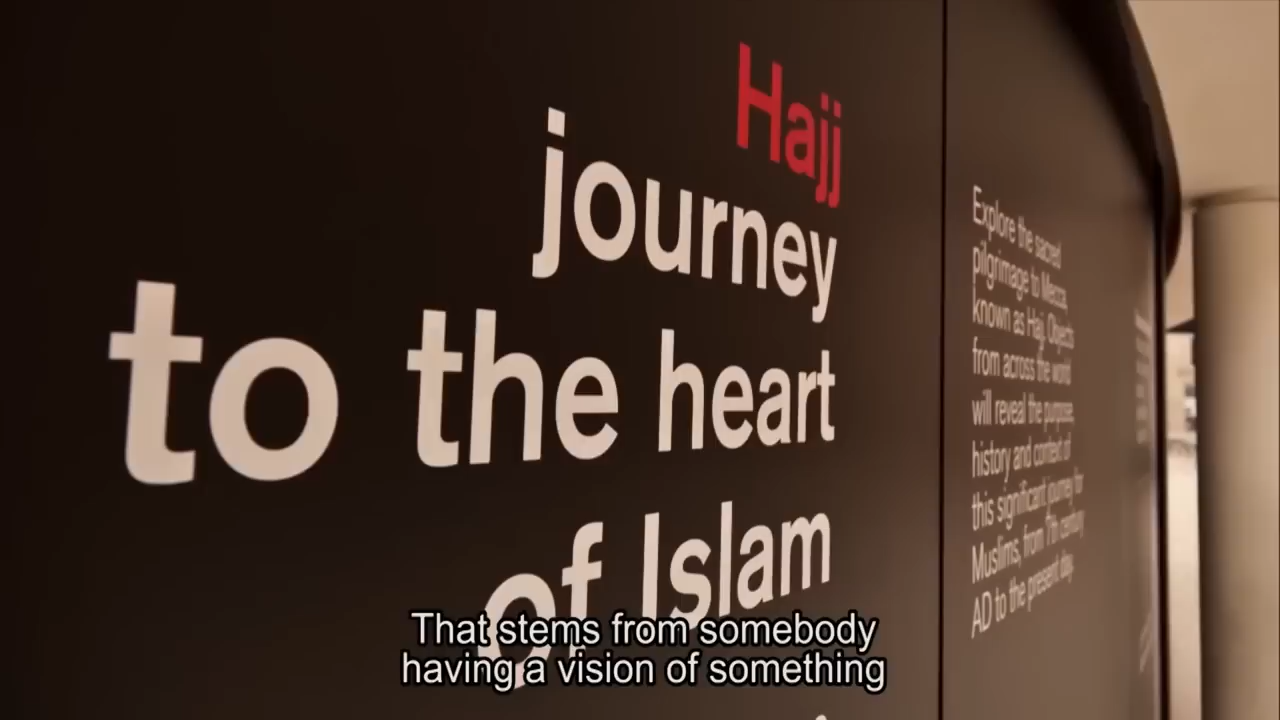 Hajj
journey
to the heart
of Islam
Explore the sacred
pilgrimage to Mecca,
known as Hajj. Objects
from across the world
will reveal the purpose,
history and context of
this significant journey for
Muslims, from 7th century
AD to the present day.
That stems from somebody
having a vision of something